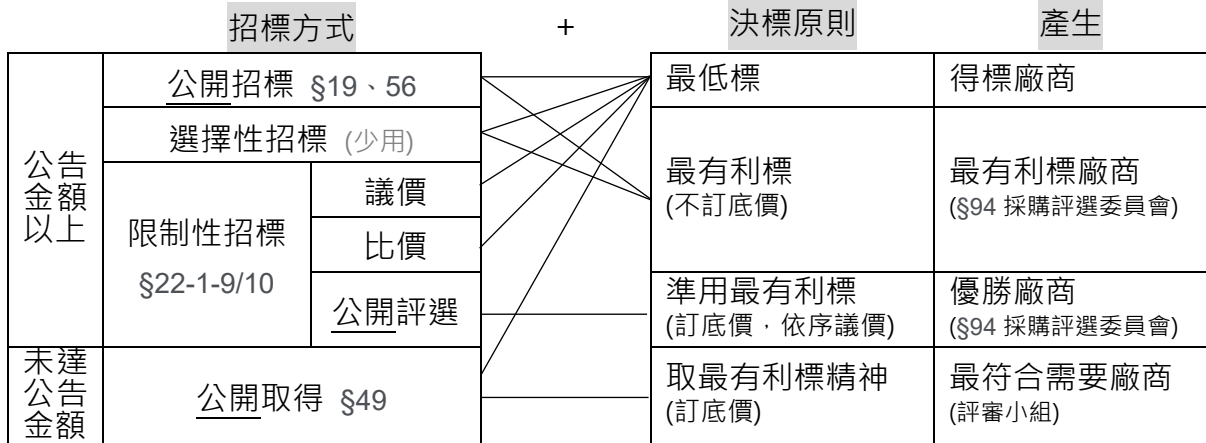 招標方式 + 決標原則 產生
公告
金額
以上
公開招標 §19、56
選擇性招標 (少用)
限制性招標
§22-1-9/10
議價
比價
公開評選
最低標
得標廠商
最有利標
(不訂底價)
最有利標廠商
(§94 採購評選委員會)
準用最有利標
(訂底價，依序議價)
優勝廠商
(§94 採購評選委員會)
未達
公告
金額
公開取得 §49
取最有利標精神
(訂底價)
最符合需要廠商
(評審小組)